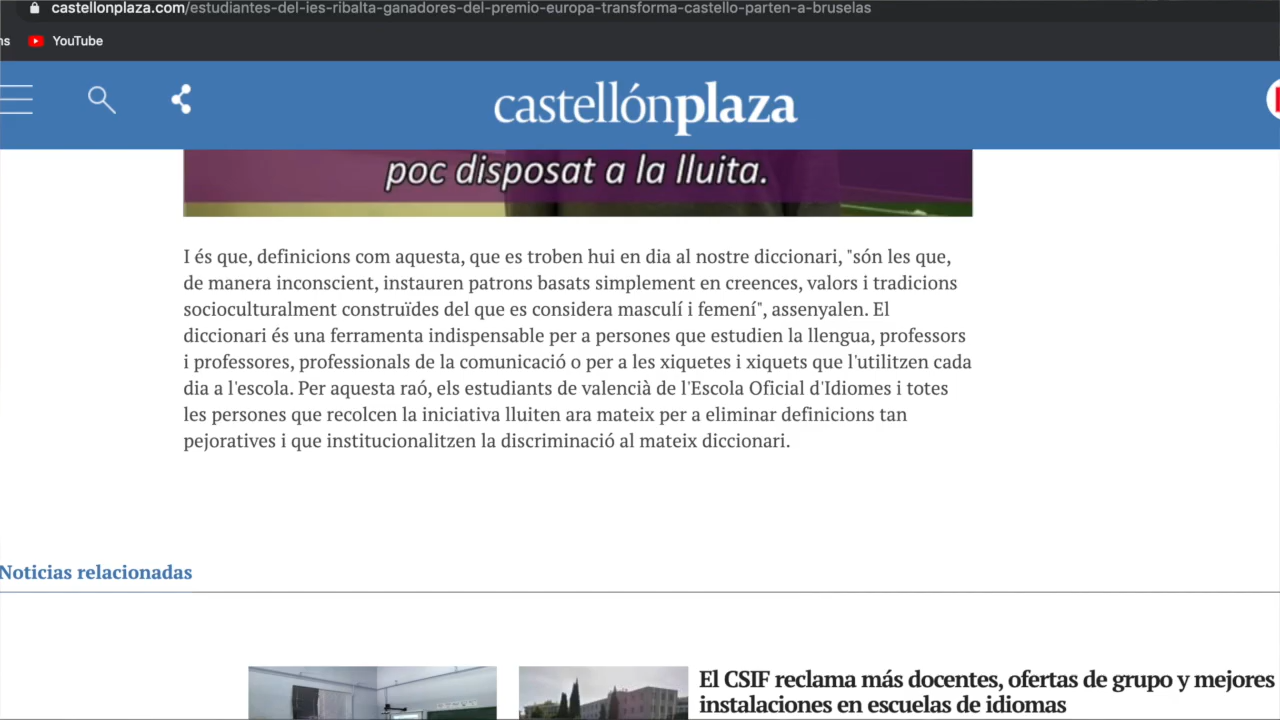 castellonplaza.com/estudiantes-del-ies-ribalta-ganadores-del-premio-europa-transforma-castello-parten-a-bruselas
YouTube
castellónplaza
poc disposat a la lluita.
I és que, definicions com aquesta, que es troben hui en dia al nostre diccionari, "són les que,
de manera inconscient, instauren patrons basats simplement en creences, valors i tradicions
socioculturalment construïdes del que es considera masculí i femení", assenyalen. El
diccionari és una ferramenta indispensable per a persones que estudien la llengua, professors
i professores, professionals de la comunicació o per a les xiquetes i xiquets que l'utilitzen cada
dia a l'escola. Per aquesta raó, els estudiants de valencià de l'Escola Oficial d'Idiomes i totes
les persones que recolcen la iniciativa lluiten ara mateix per a eliminar definicions tan
pejoratives i que institucionalitzen la discriminació al mateix diccionari.
Noticias relacionadas
El CSIF reclama más docentes, ofertas de grupo y mejores
instalaciones en escuelas de idiomas